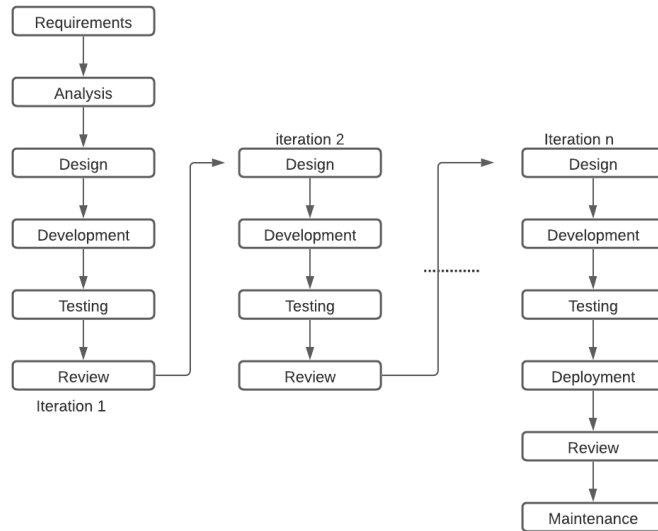 Requirements
Analysis
Design
Development
Testing
Review
Iteration 1
iteration 2
Design
Development
Testing
Review
Iteration n
Design
Development
Testing
Deployment
Review
Maintenance